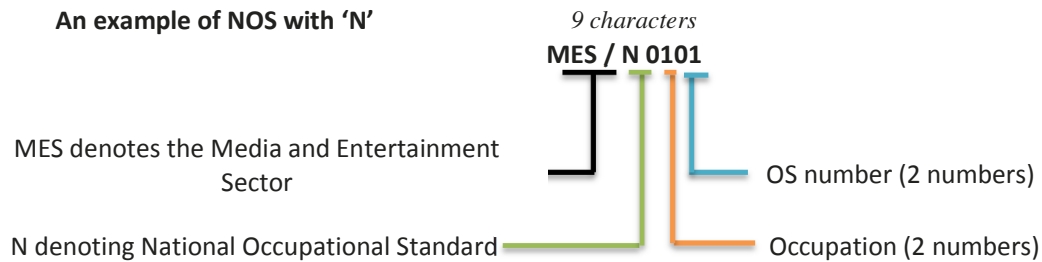 An example of NOS with ‘N’
9 characters
MES / N 0101
MES denotes the Media and Entertainment
Sector
OS number (2 numbers)
N denoting National Occupational Standard
Occupation (2 numbers)